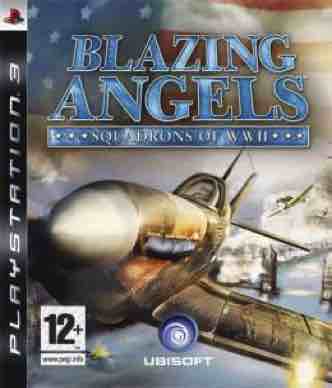 PLAYSTATION 3
BLAZING
ANGELS
SQUADRONS OF WWII
12+
www.pegi.info
UBISOFT